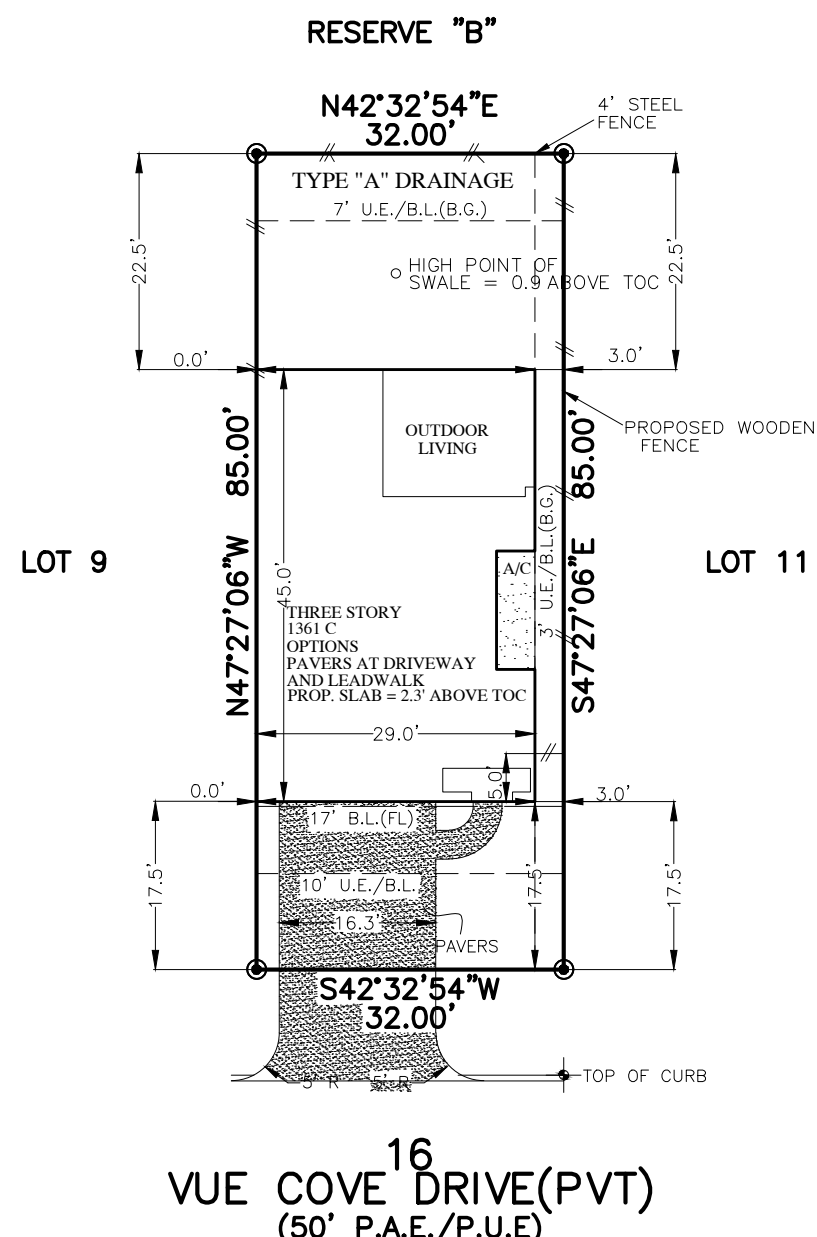 RESERVE "B"
N42°32'54"E
32.00'
4' STEEL
FENCE
TYPE "A" DRAINAGE
7' U.E./B.L.(B.G.)
22.5'
22.5'
HIGH POINT OF
SWALE = 0.9 ABOVE TOC
0.0'
3.0'
OUTDOOR
LIVING
PROPOSED WOODEN
FENCE
N47°27'06"W 85.00'
S47°27'06"E 85.00'
LOT 9
LOT 11
A/C
3' U.E./B.L.(B.G.)
45.0'
THREE STORY
1361 C
OPTIONS
PAVERS AT DRIVEWAY
AND LEADWALK
PROP. SLAB = 2.3' ABOVE TOC
29.0'
5.0'
0.0'
3.0'
17' B.L.(FL)
17.5'
10' U.E./B.L.
17.5'
17.5'
16.3'
PAVERS
S42°32'54"W
32.00'
5' R
5' R
TOP OF CURB
16
VUE COVE DRIVE(PVT)
(50' P.A.E./P.U.E)